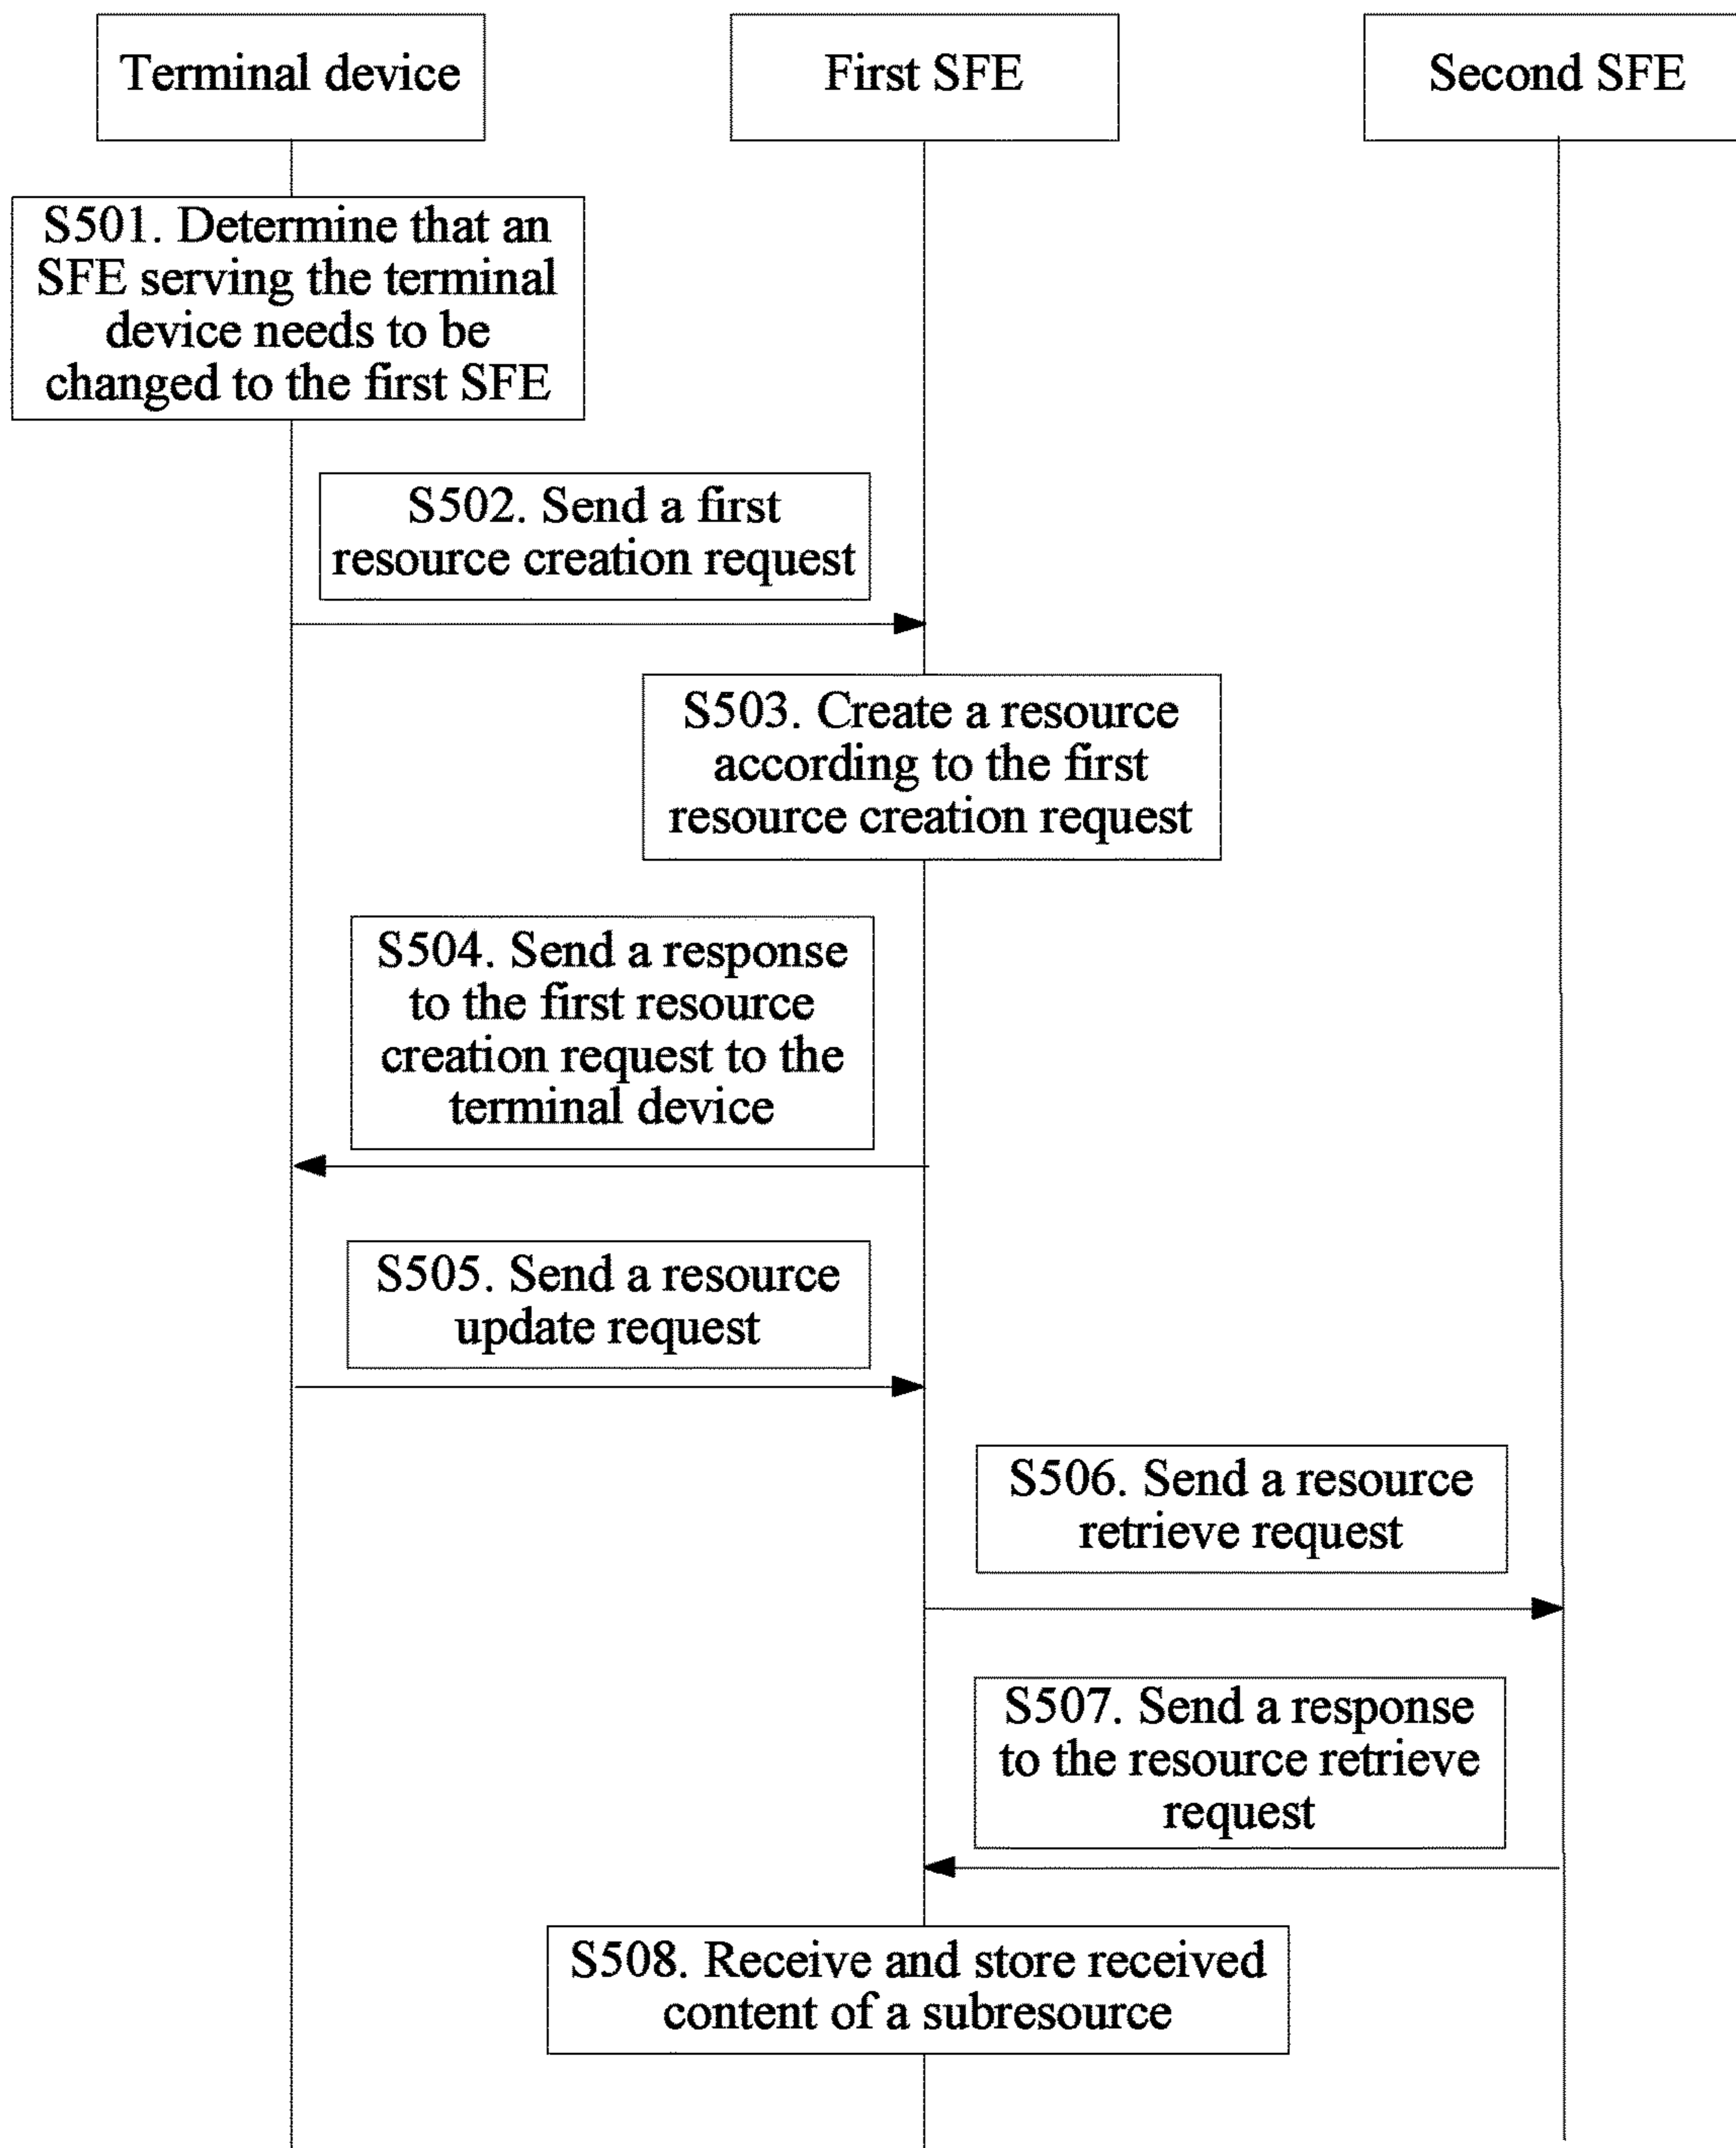 Terminal device
First SFE
Second SFE
S501. Determine that an
SFE serving the terminal
device needs to be
changed to the first SFE
S502. Send a first
resource creation request
S503. Create a resource
according to the first
resource creation request
S504. Send a response
to the first resource
creation request to the
terminal device
S505. Send a resource
update request
S506. Send a resource
retrieve request
S507. Send a response
to the resource retrieve
request
S508. Receive and store received
content of a subresource